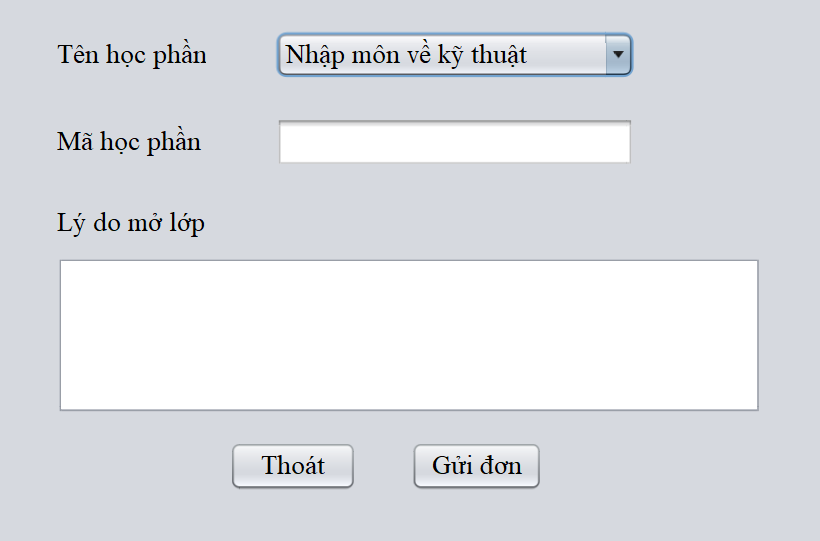 Tên học phần
Nhập môn về kỹ thuật
Mã học phần
Lý do mở lớp
Thoát
Gửi đơn